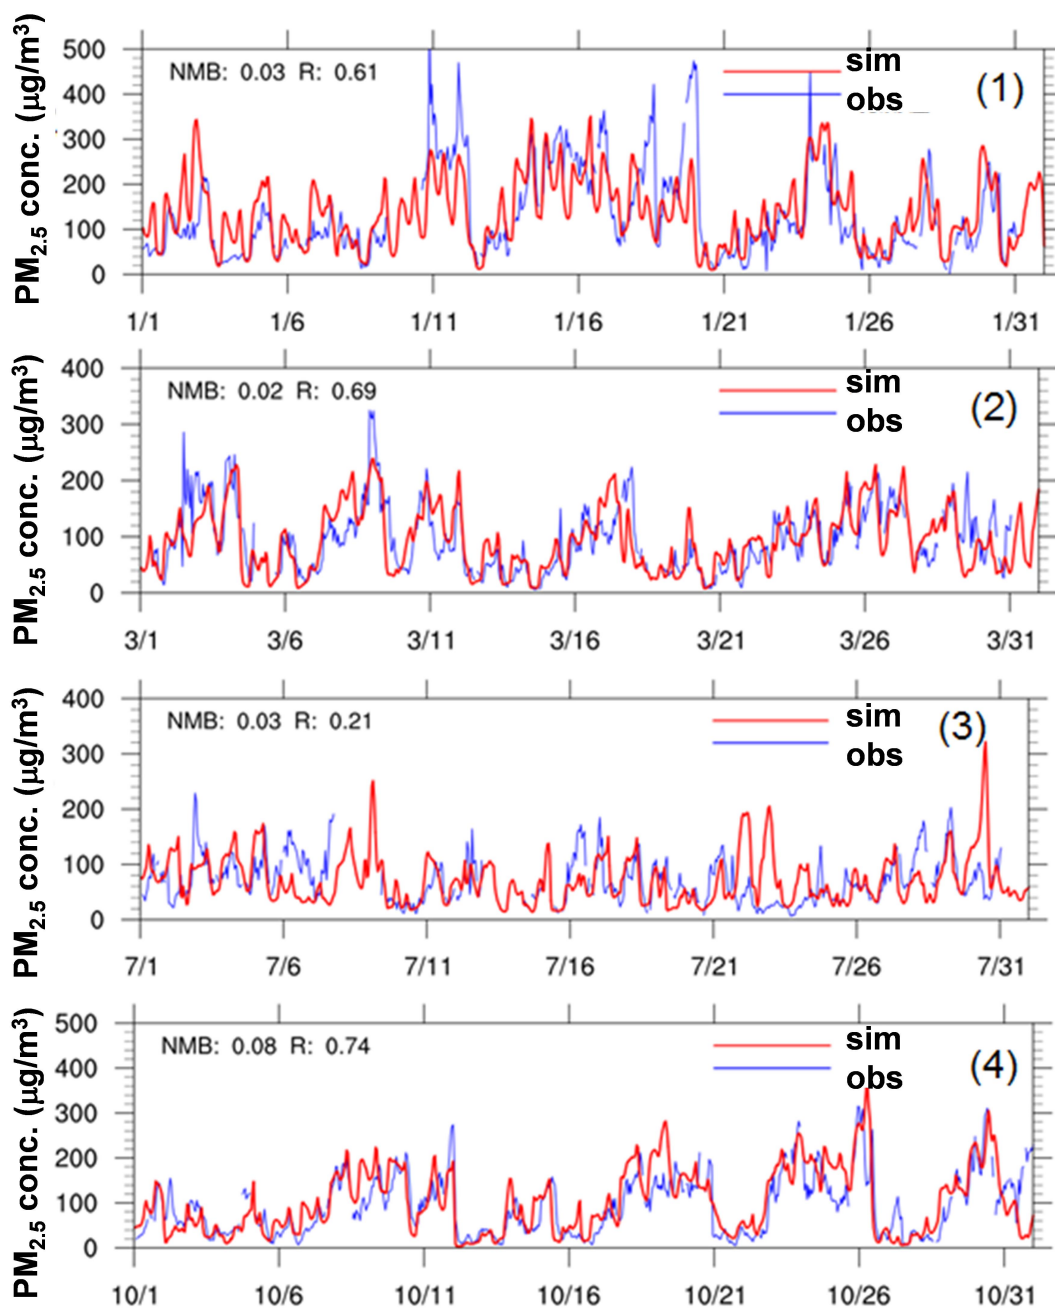 PM2.5 conc. (μg/m3)
500
400
300
200
100
0
NMB: 0.03 R: 0.61
sim
obs
(1)
1/1 1/6 1/11 1/16 1/21 1/26 1/31
PM2.5 conc. (μg/m3)
400
300
200
100
0
NMB: 0.02 R: 0.69
sim
obs
(2)
3/1 3/6 3/11 3/16 3/21 3/26 3/31
PM2.5 conc. (μg/m3)
400
300
200
100
0
NMB: 0.03 R: 0.21
sim
obs
(3)
7/1 7/6 7/11 7/16 7/21 7/26 7/31
PM2.5 conc. (μg/m3)
500
400
300
200
100
0
NMB: 0.08 R: 0.74
sim
obs
(4)
10/1 10/6 10/11 10/16 10/21 10/26 10/31